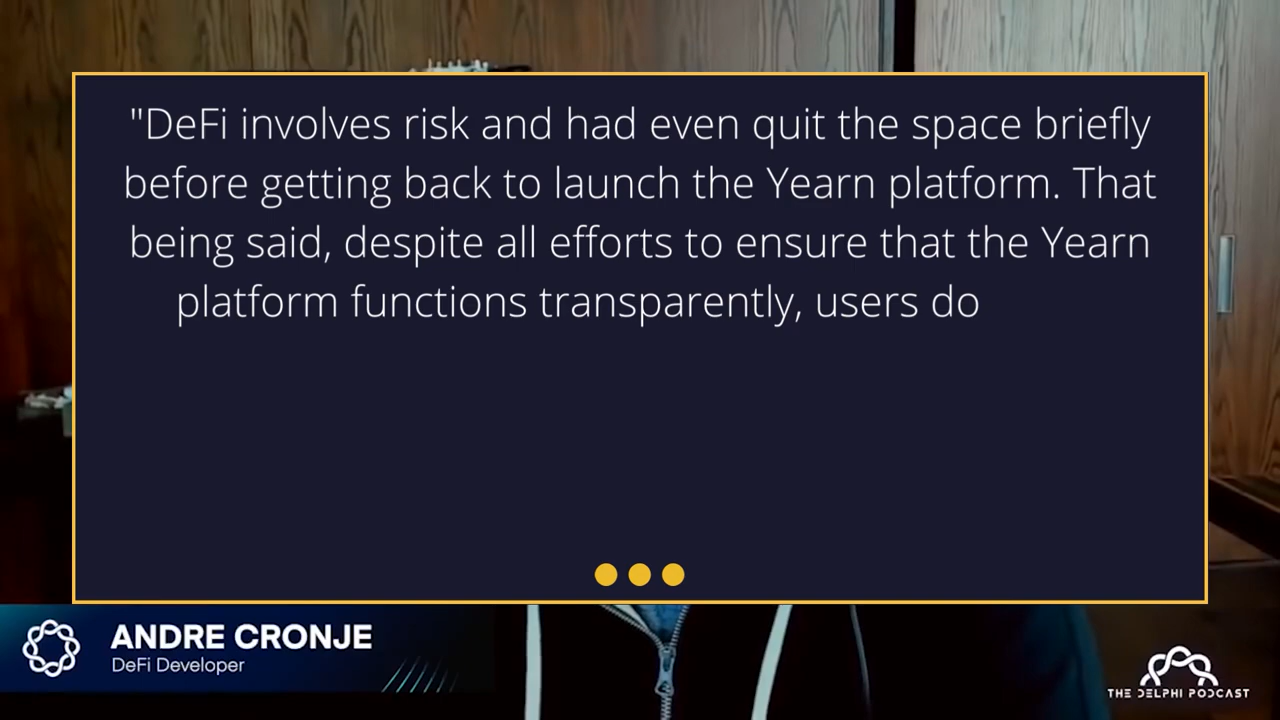 "DeFi involves risk and had even quit the space briefly
before getting back to launch the Yearn platform. That
being said, despite all efforts to ensure that the Yearn
platform functions transparently, users do
ANDRE CRONJE
DeFi Developer
THE DELPHI PODCAST